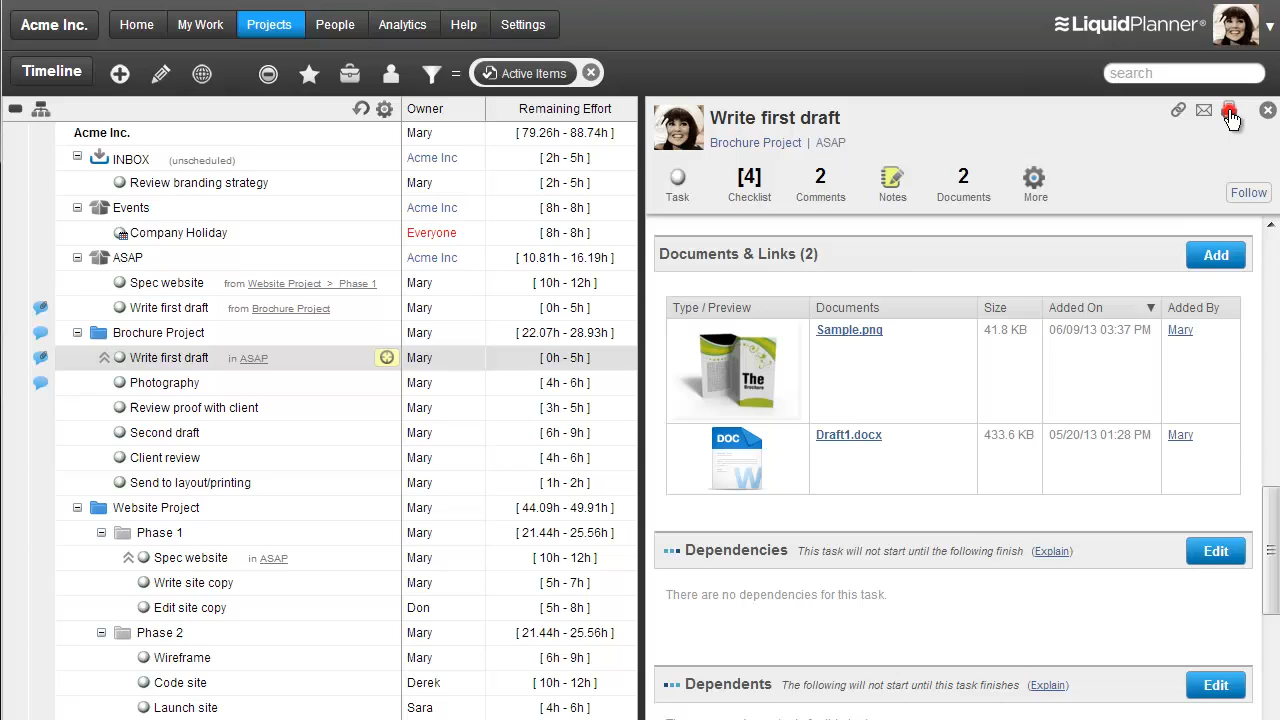 Acme Inc. Home My Work Projects People Analytics Help Settings LiquidPlanner®
Timeline = Active Items search
Owner Remaining Effort
Acme Inc. Mary [ 79.26h - 88.74h ]
INBOX (unscheduled) Acme Inc [ 2h - 5h ]
Review branding strategy Mary [ 2h - 5h ]
Events Acme Inc [ 8h - 8h ]
Company Holiday Everyone [ 8h - 8h ]
ASAP Acme Inc [ 10.81h - 16.19h ]
Spec website from Website Project > Phase 1 Mary [ 10h - 12h ]
Write first draft from Brochure Project Mary [ 0h - 5h ]
Brochure Project Mary [ 22.07h - 28.93h ]
Write first draft in ASAP Mary [ 0h - 5h ]
Photography Mary [ 4h - 6h ]
Review proof with client Mary [ 3h - 5h ]
Second draft Mary [ 6h - 9h ]
Client review Mary [ 4h - 6h ]
Send to layout/printing Mary [ 1h - 2h ]
Website Project Mary [ 44.09h - 49.91h ]
Phase 1 Mary [ 21.44h - 25.56h ]
Spec website in ASAP Mary [ 10h - 12h ]
Write site copy Mary [ 5h - 7h ]
Edit site copy Don [ 5h - 8h ]
Phase 2 Mary [ 21.44h - 25.56h ]
Wireframe Mary [ 6h - 9h ]
Code site Derek [ 10h - 12h ]
Launch site Sara [ 4h - 6h ]
Write first draft
Brochure Project | ASAP
[4] 2 2
Task Checklist Comments Notes Documents More Follow
Documents & Links (2) Add
Type / Preview Documents Size Added On ▼ Added By
Sample.png 41.8 KB 06/09/13 03:37 PM Mary
The
Brochure
DOC Draft1.docx 433.6 KB 05/20/13 01:28 PM Mary
W
Dependencies This task will not start until the following finish (Explain) Edit
There are no dependencies for this task.
Dependents The following will not start until this task finishes (Explain) Edit